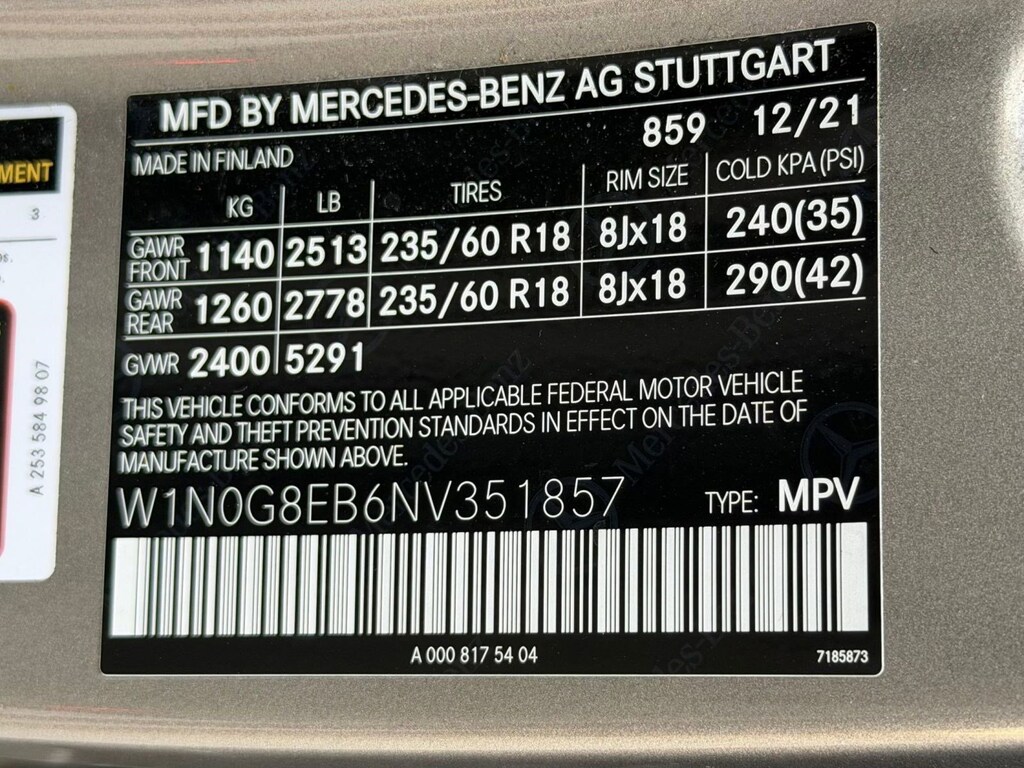 MFD BY MERCEDES-BENZ AG STUTTGART
859 12/21
MADE IN FINLAND
KG LB TIRES RIM SIZE COLD KPA (PSI)
GAWR FRONT 1140 2513 235/60 R18 8Jx18 240(35)
GAWR REAR 1260 2778 235/60 R18 8Jx18 290(42)
GVWR 2400 5291
THIS VEHICLE CONFORMS TO ALL APPLICABLE FEDERAL MOTOR VEHICLE
SAFETY AND THEFT PREVENTION STANDARDS IN EFFECT ON THE DATE OF
MANUFACTURE SHOWN ABOVE.
W1N0G8EB6NV351857 TYPE: MPV
A 000 817 54 04 7185873
MENT
3
A 253 584 98 07